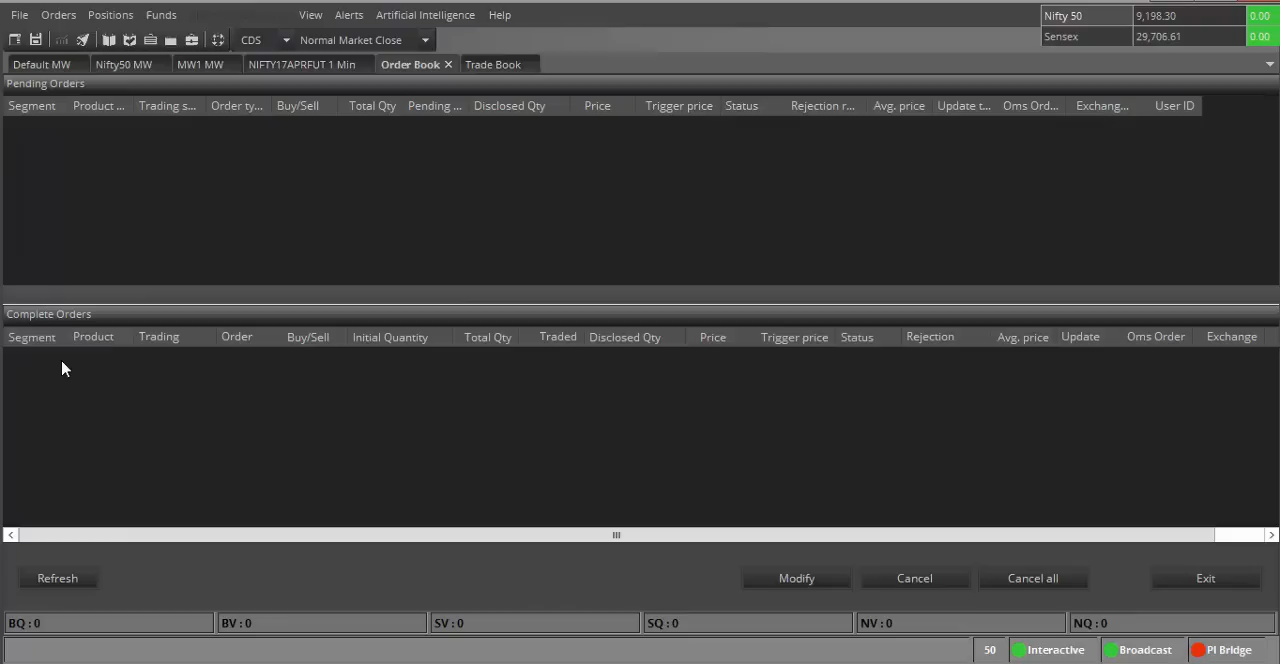 File Orders Positions Funds View Alerts Artificial Intelligence Help
Nifty 50 9,198.30 0.00
CDS Normal Market Close
Sensex 29,706.61 0.00
Default MW Nifty50 MW MW1 MW NIFTY17APRFUT 1 Min Order Book Trade Book
Pending Orders
Segment Product ... Trading s... Order ty... Buy/Sell Total Qty Pending ... Disclosed Qty Price Trigger price Status Rejection r... Avg. price Update t... Oms Ord... Exchang... User ID
Complete Orders
Segment Product Trading Order Buy/Sell Initial Quantity Total Qty Traded Disclosed Qty Price Trigger price Status Rejection Avg. price Update Oms Order Exchange
Refresh Modify Cancel Cancel all Exit
BQ : 0 BV : 0 SV : 0 SQ : 0 NV : 0 NQ : 0
50 Interactive Broadcast PI Bridge